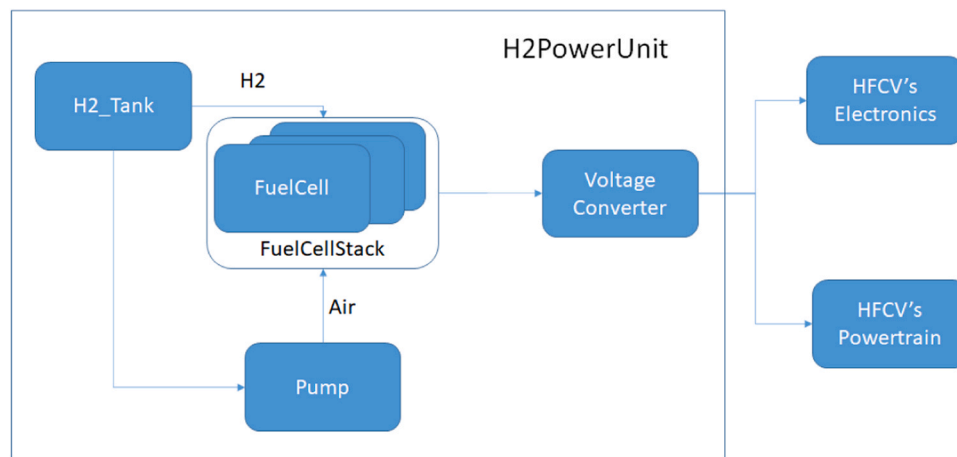 H2PowerUnit
H2
H2_Tank
HFCV's
Electronics
FuelCell
FuelCellStack
Voltage
Converter
Air
Pump
HFCV's
Powertrain